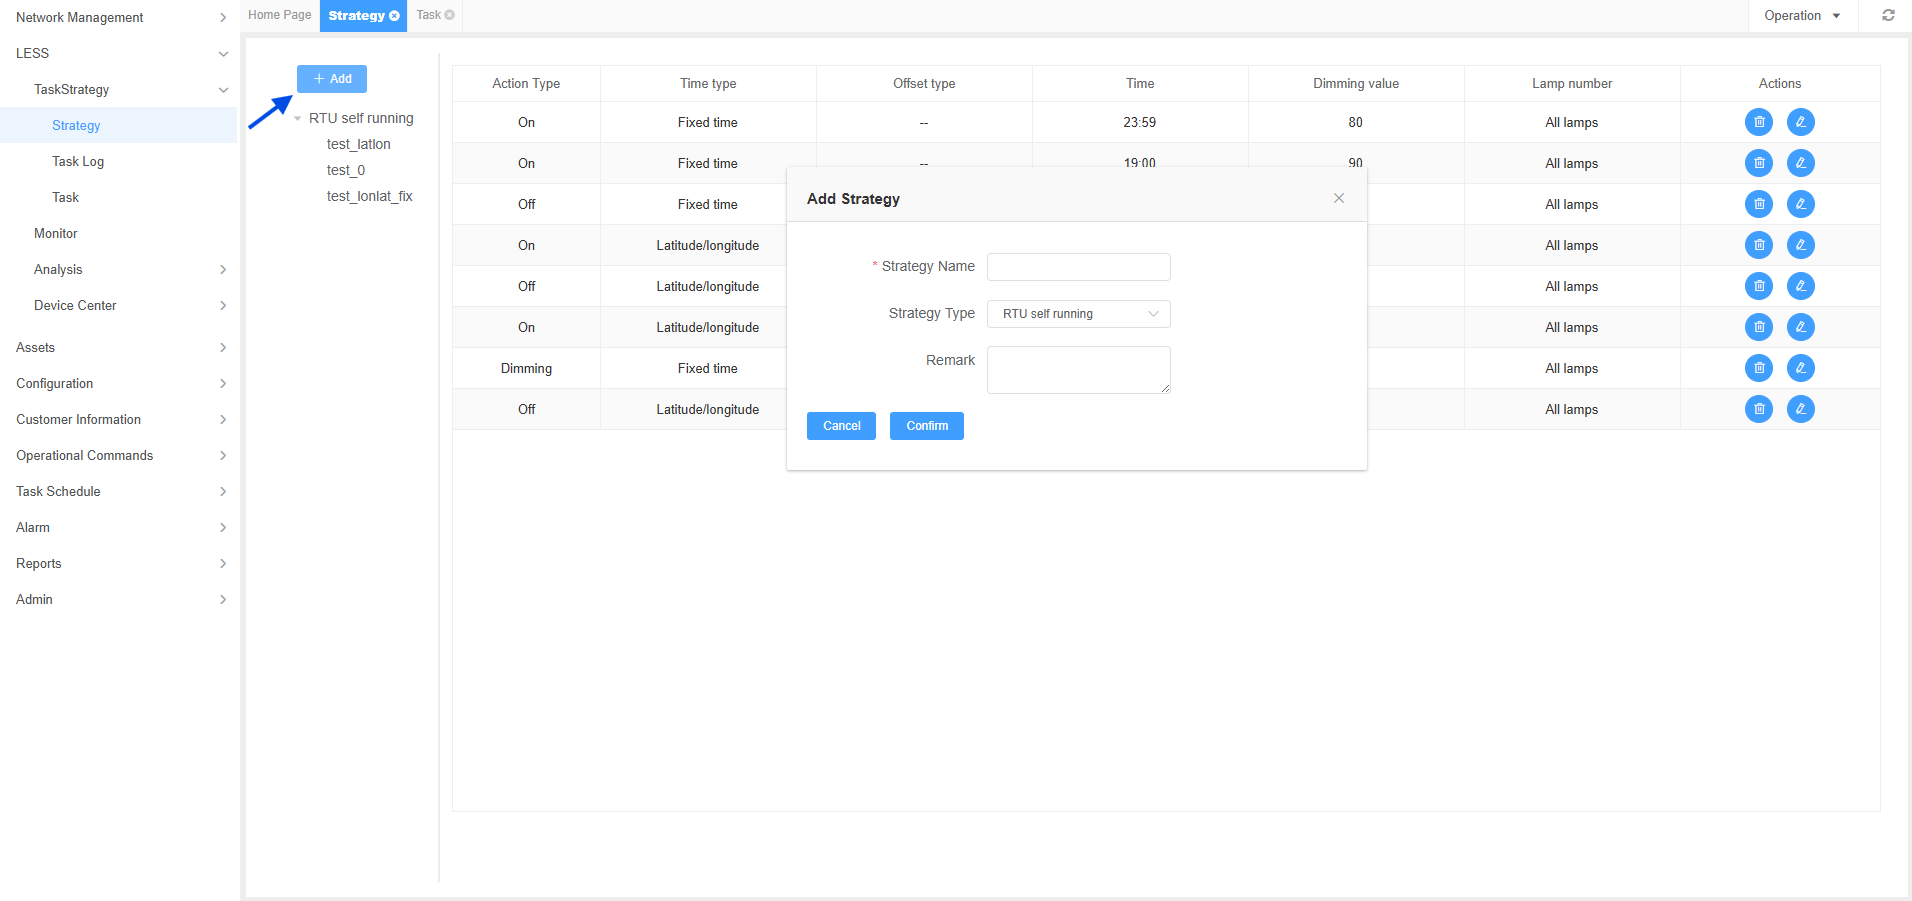 Network Management
LESS
TaskStrategy
Strategy
Task Log
Task
Monitor
Analysis
Device Center
Assets
Configuration
Customer Information
Operational Commands
Task Schedule
Alarm
Reports
Admin
Home Page Strategy Task Operation
+ Add
RTU self running
test_latlon
test_0
test_lonlat_fix
Action Type Time type Offset type Time Dimming value Lamp number Actions
On Fixed time -- 23:59 80 All lamps
On Fixed time -- 19:00 90 All lamps
Off Fixed time All lamps
On Latitude/longitude All lamps
Off Latitude/longitude All lamps
On Latitude/longitude All lamps
Dimming Fixed time All lamps
Off Latitude/longitude All lamps
Add Strategy
* Strategy Name
Strategy Type RTU self running
Remark
Cancel Confirm